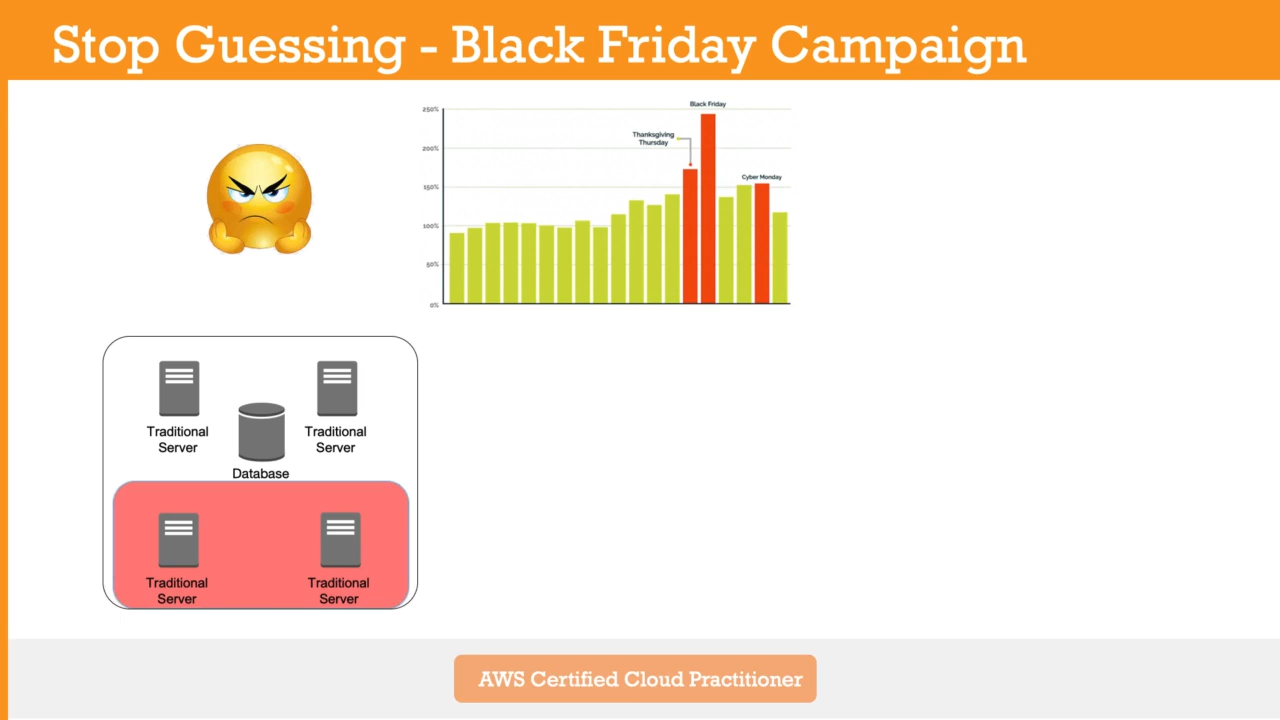 Stop Guessing - Black Friday Campaign
Black Friday
250%
Thanksgiving
Thursday
200%
Cyber Monday
150%
100%
50%
0%
Traditional
Server
Traditional
Server
Database
Traditional
Server
Traditional
Server
AWS Certified Cloud Practitioner